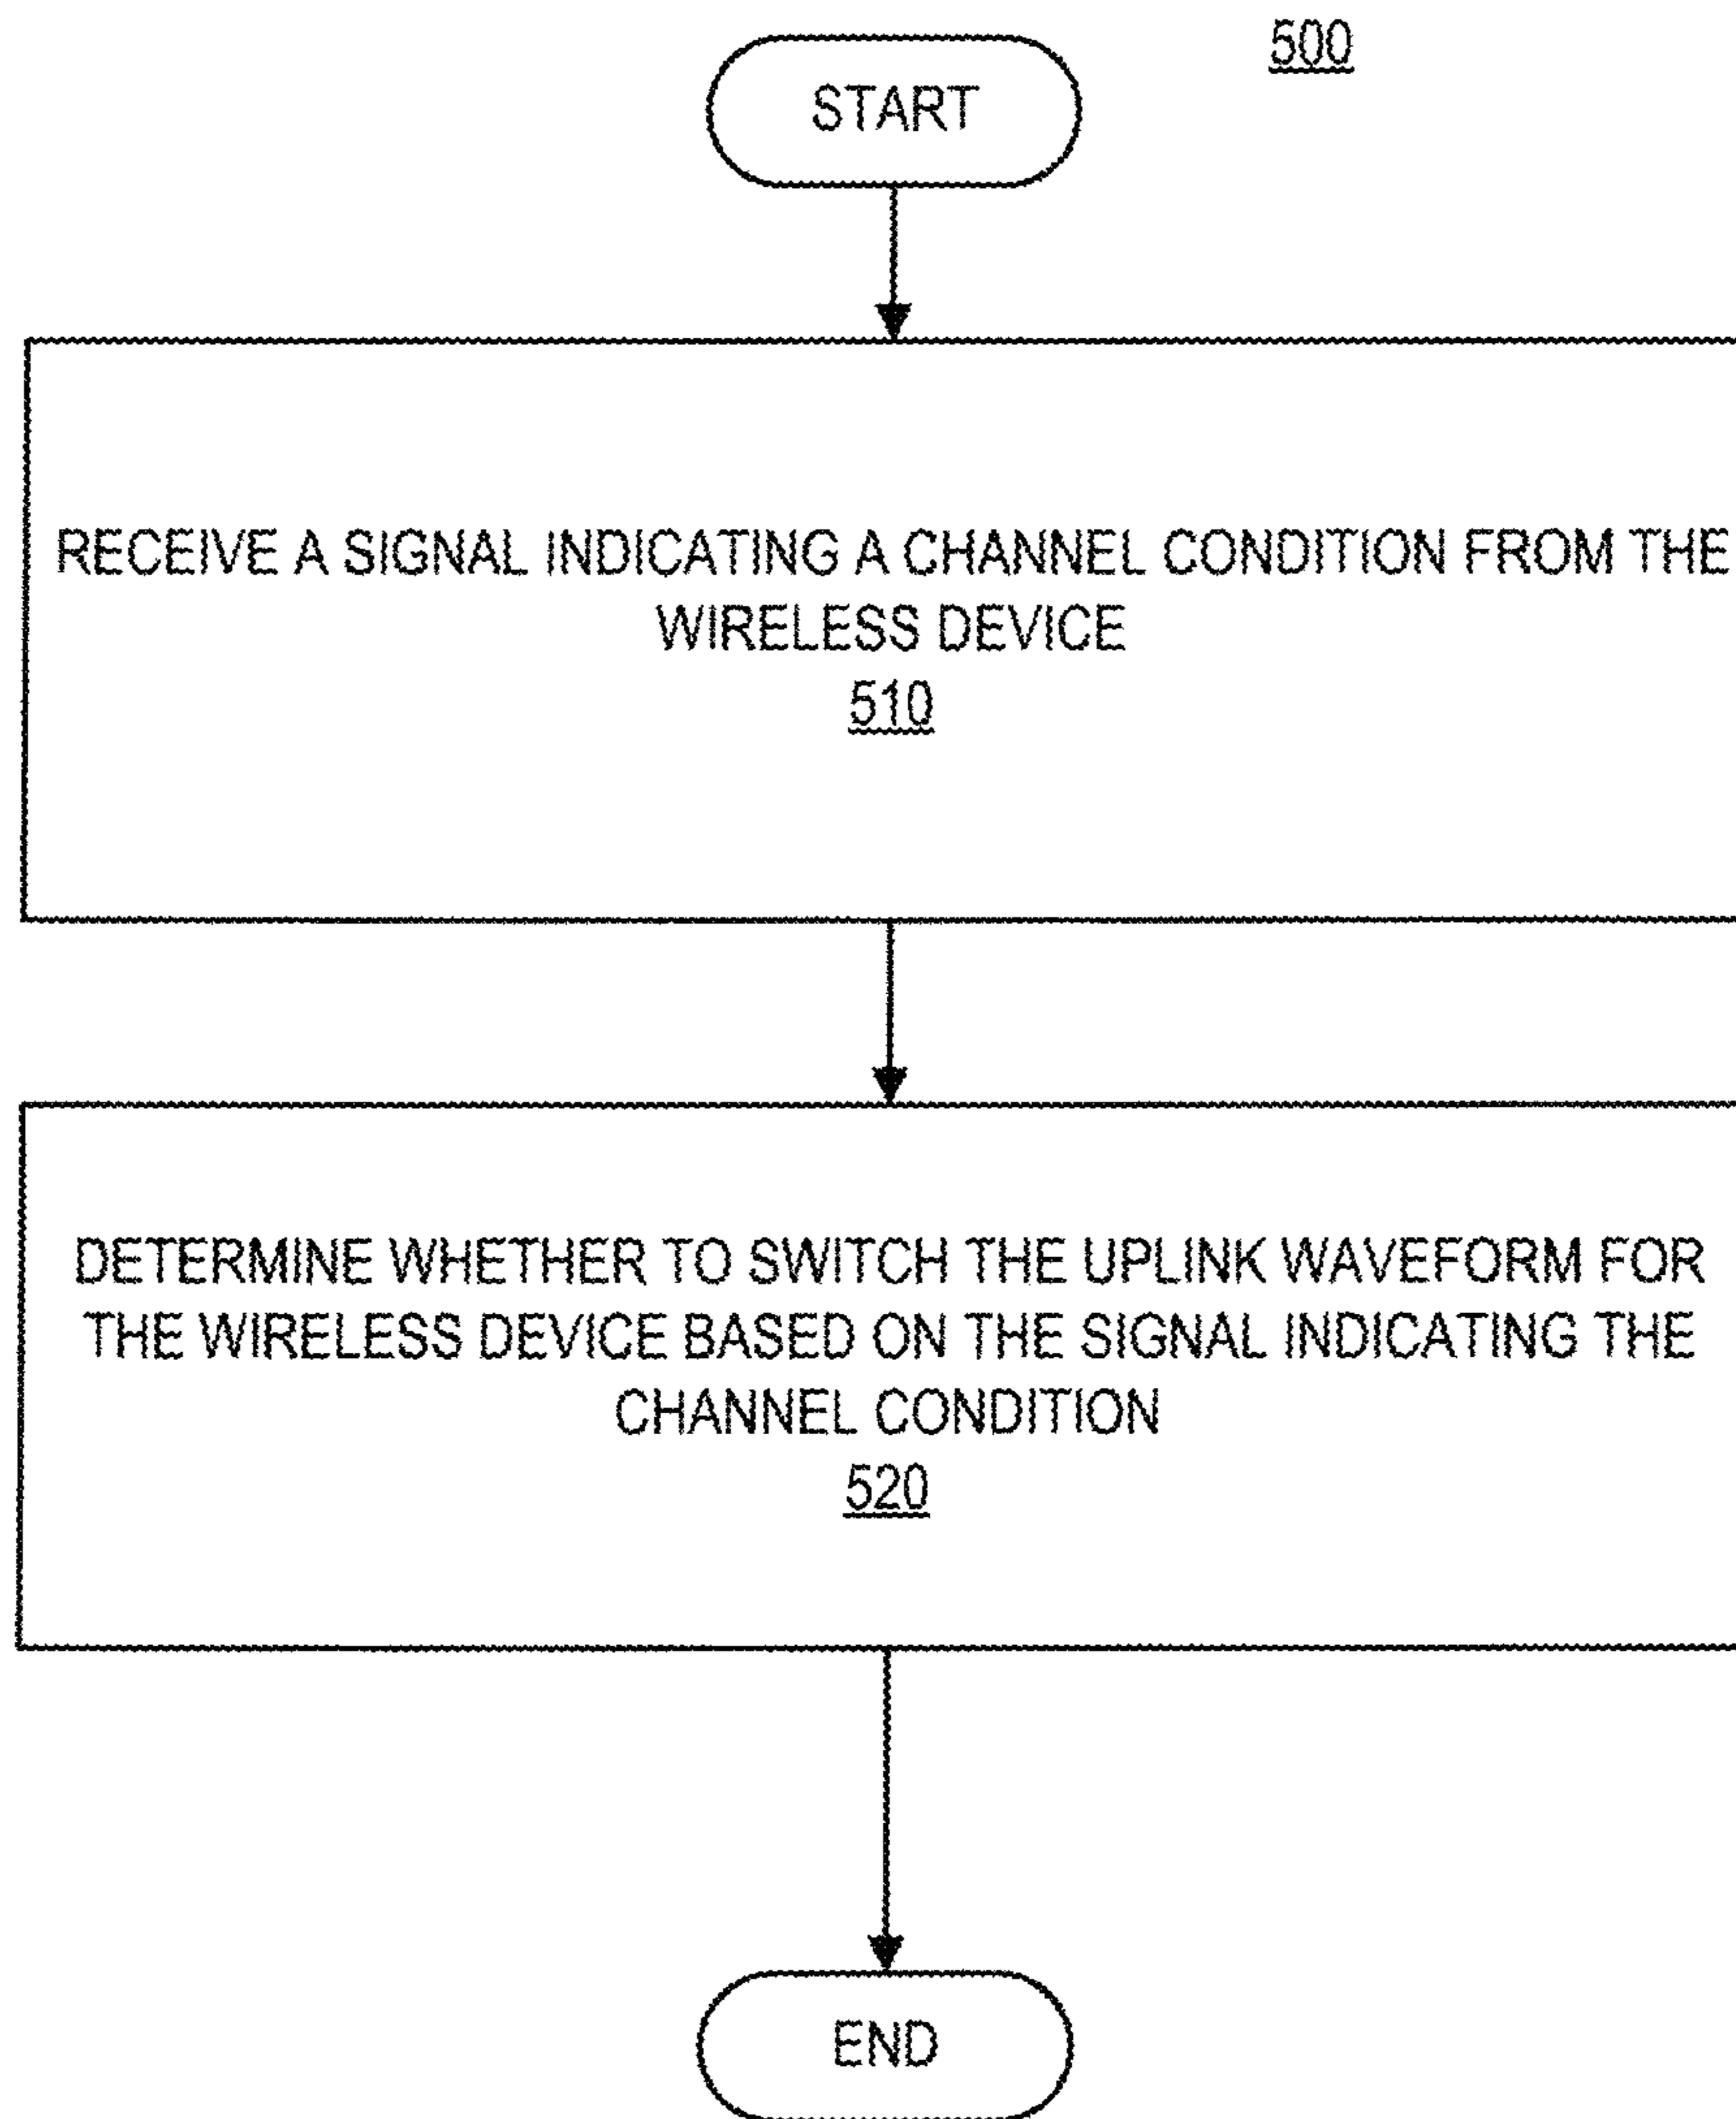 500
START
RECEIVE A SIGNAL INDICATING A CHANNEL CONDITION FROM THE
WIRELESS DEVICE
510
DETERMINE WHETHER TO SWITCH THE UPLINK WAVEFORM FOR
THE WIRELESS DEVICE BASED ON THE SIGNAL INDICATING THE
CHANNEL CONDITION
520
END